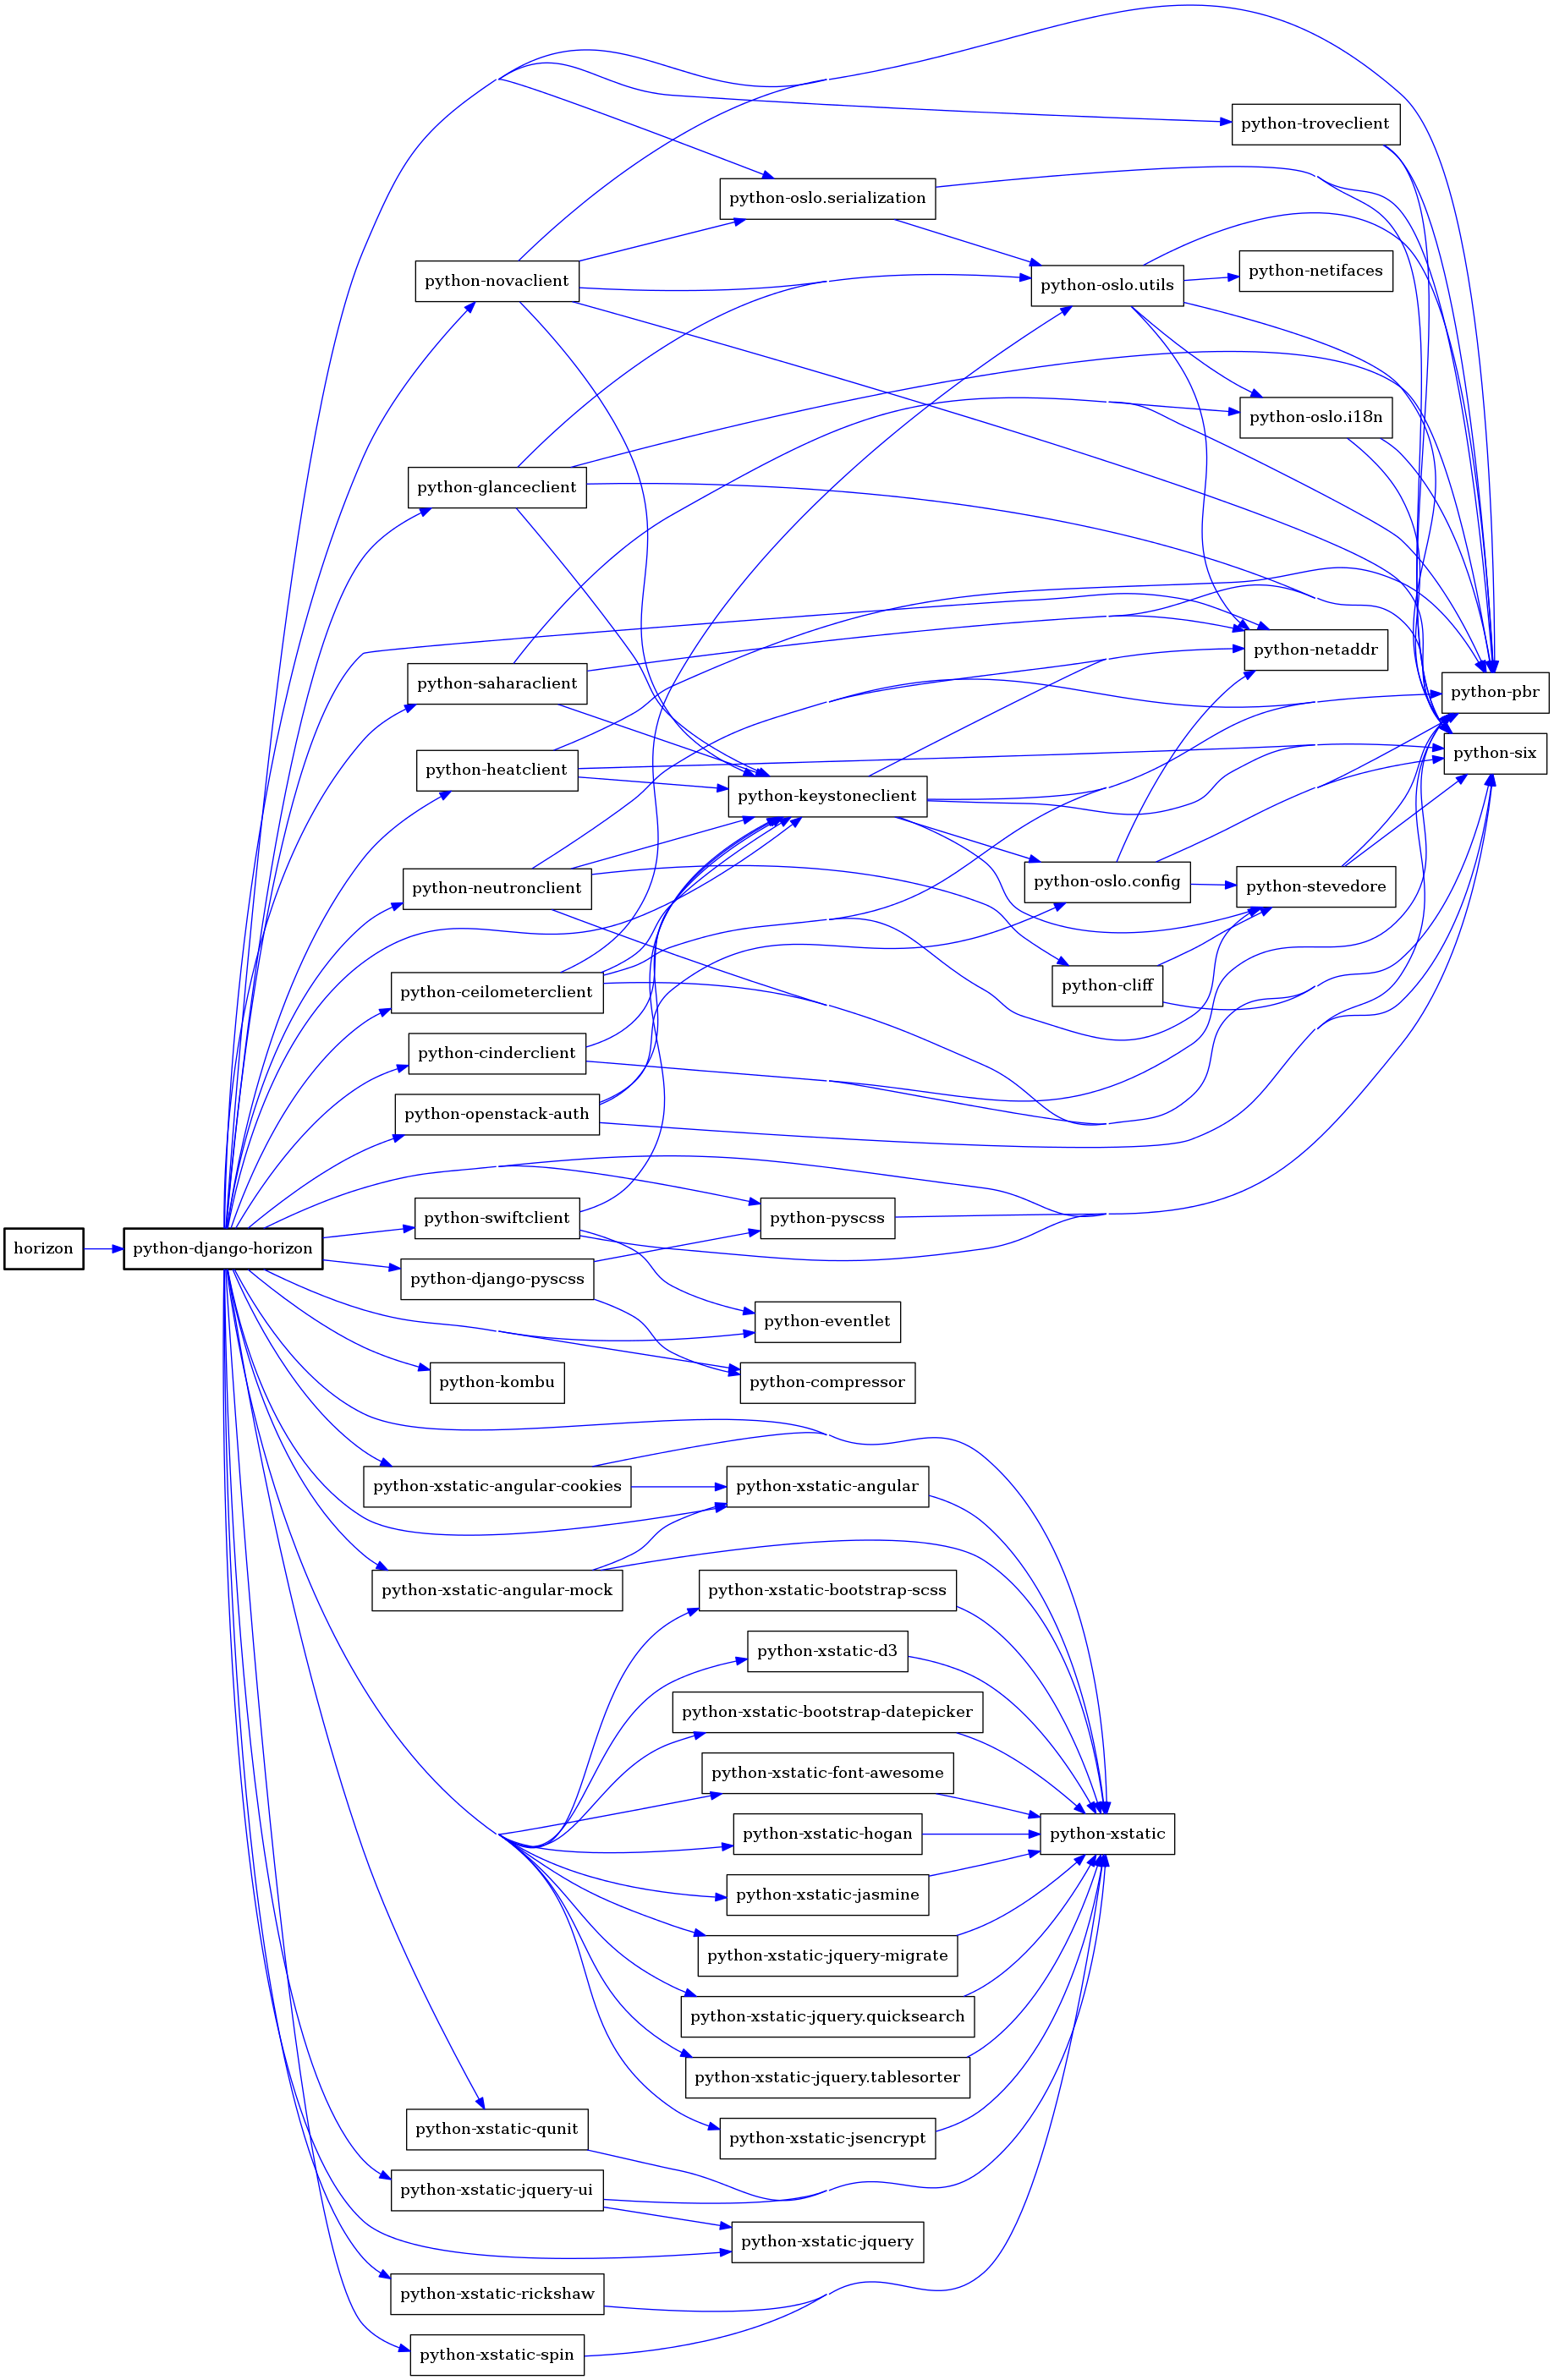 python-troveclient
python-oslo.serialization
python-netifaces
python-novaclient
python-oslo.utils
python-oslo.i18n
python-glanceclient
python-netaddr
python-saharaclient
python-pbr
python-six
python-heatclient
python-keystoneclient
python-oslo.config
python-stevedore
python-neutronclient
python-cliff
python-ceilometerclient
python-cinderclient
python-openstack-auth
python-swiftclient
python-pyscss
horizon
python-django-horizon
python-django-pyscss
python-eventlet
python-kombu
python-compressor
python-xstatic-angular-cookies
python-xstatic-angular
python-xstatic-angular-mock
python-xstatic-bootstrap-scss
python-xstatic-d3
python-xstatic-bootstrap-datepicker
python-xstatic-font-awesome
python-xstatic-hogan
python-xstatic
python-xstatic-jasmine
python-xstatic-jquery-migrate
python-xstatic-jquery.quicksearch
python-xstatic-jquery.tablesorter
python-xstatic-qunit
python-xstatic-jsencrypt
python-xstatic-jquery-ui
python-xstatic-jquery
python-xstatic-rickshaw
python-xstatic-spin